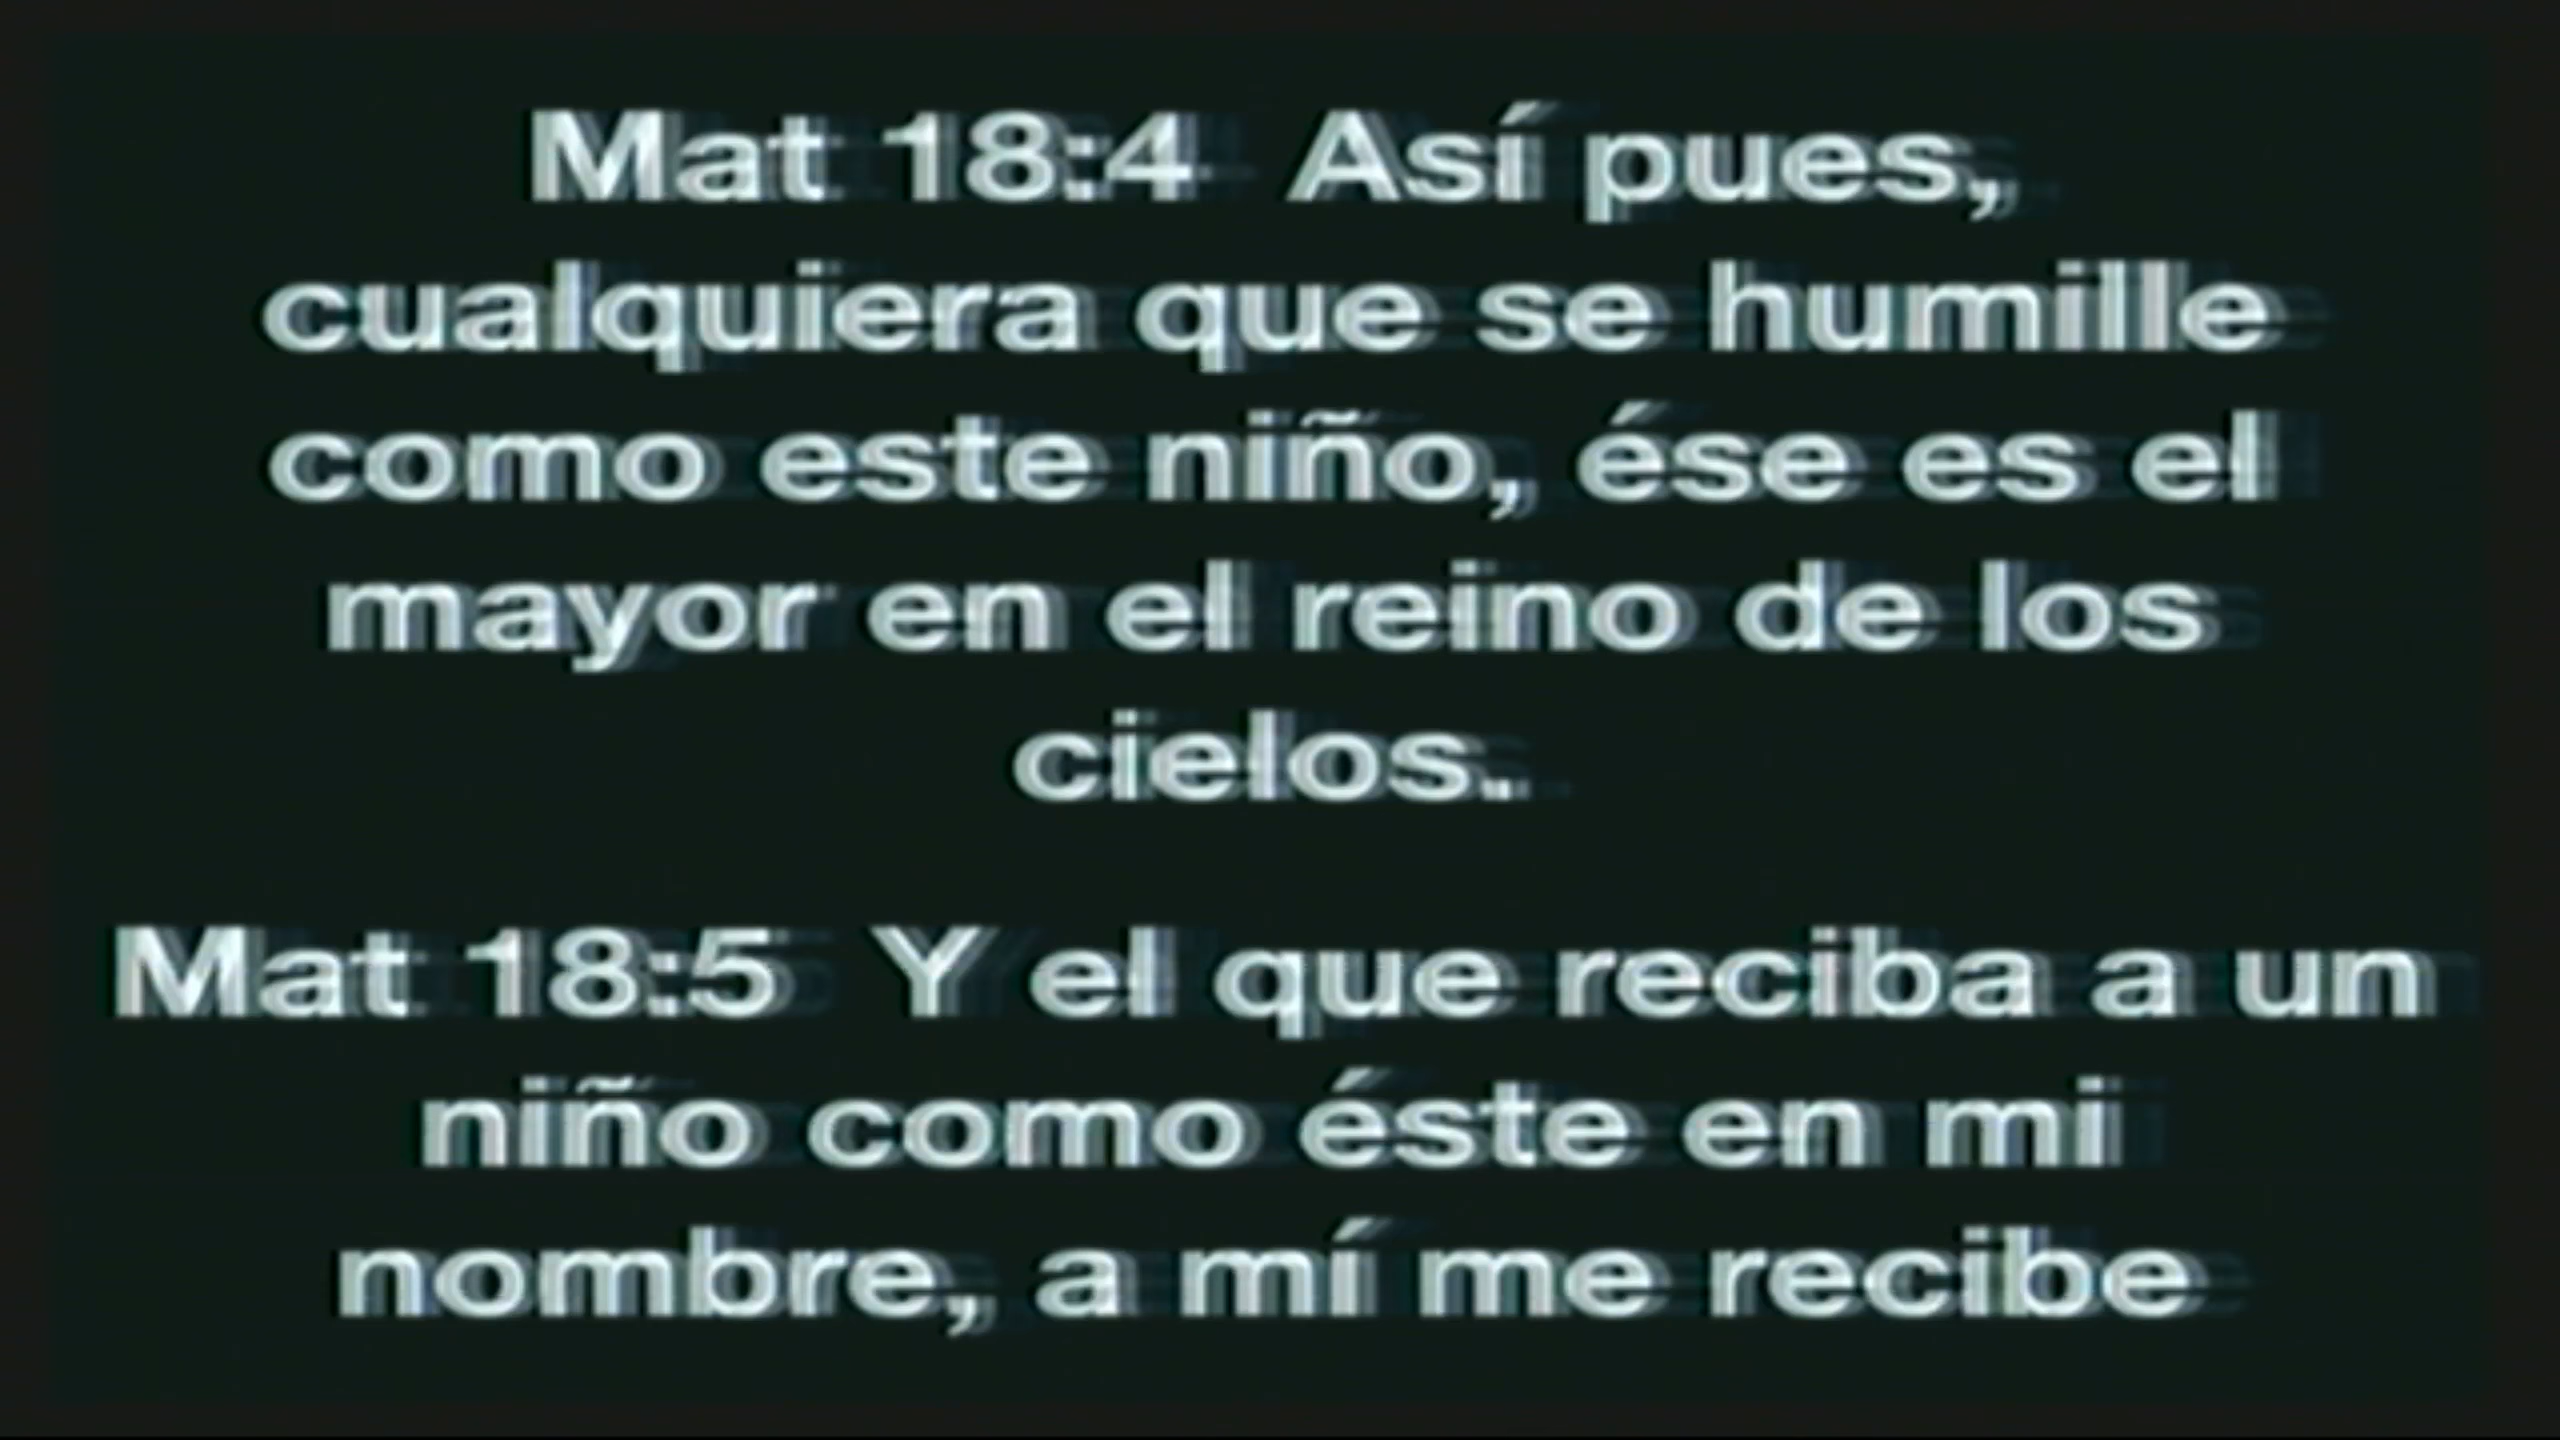 Mat 18:4  Así pues,
cualquiera que se humille
como este niño, ése es el
mayor en el reino de los
cielos.
Mat 18:5  Y el que reciba a un
niño como éste en mi
nombre, a mí me recibe